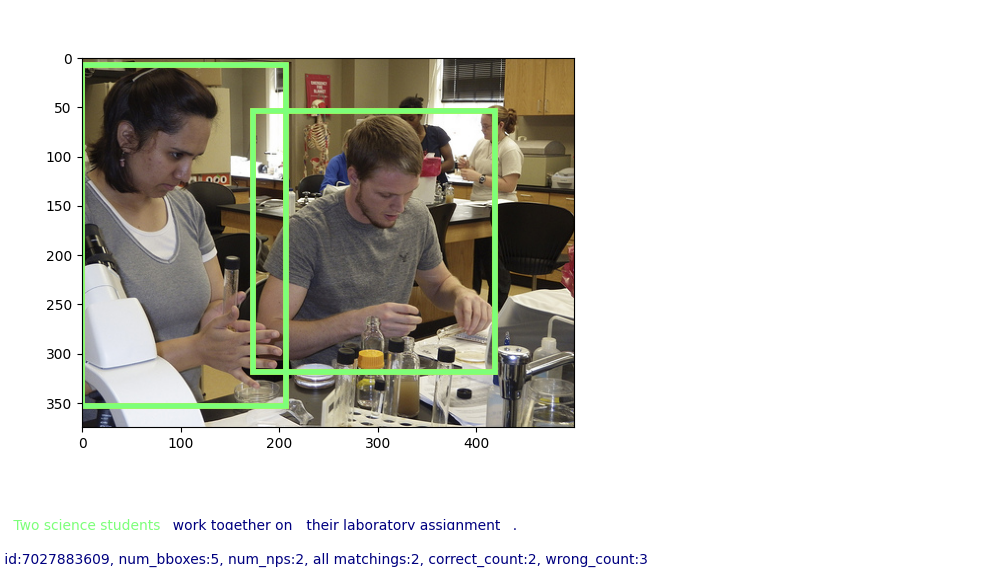 0
50
100
150
200
250
300
350
0 100 200 300 400
Two science students work together on their laboratory assignment .
id:7027883609, num_bboxes:5, num_nps:2, all matchings:2, correct_count:2, wrong_count:3